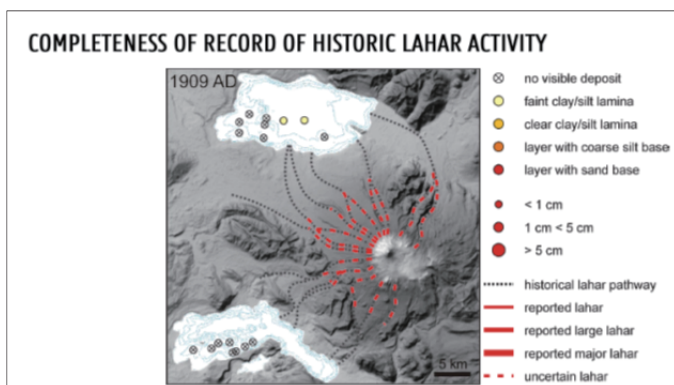 COMPLETENESS OF RECORD OF HISTORIC LAHAR ACTIVITY
1909 AD
no visible deposit
faint clay/silt lamina
clear clay/silt lamina
layer with coarse silt base
layer with sand base
< 1 cm
1 cm < 5 cm
> 5 cm
historical lahar pathway
reported lahar
reported large lahar
reported major lahar
uncertain lahar
5 km